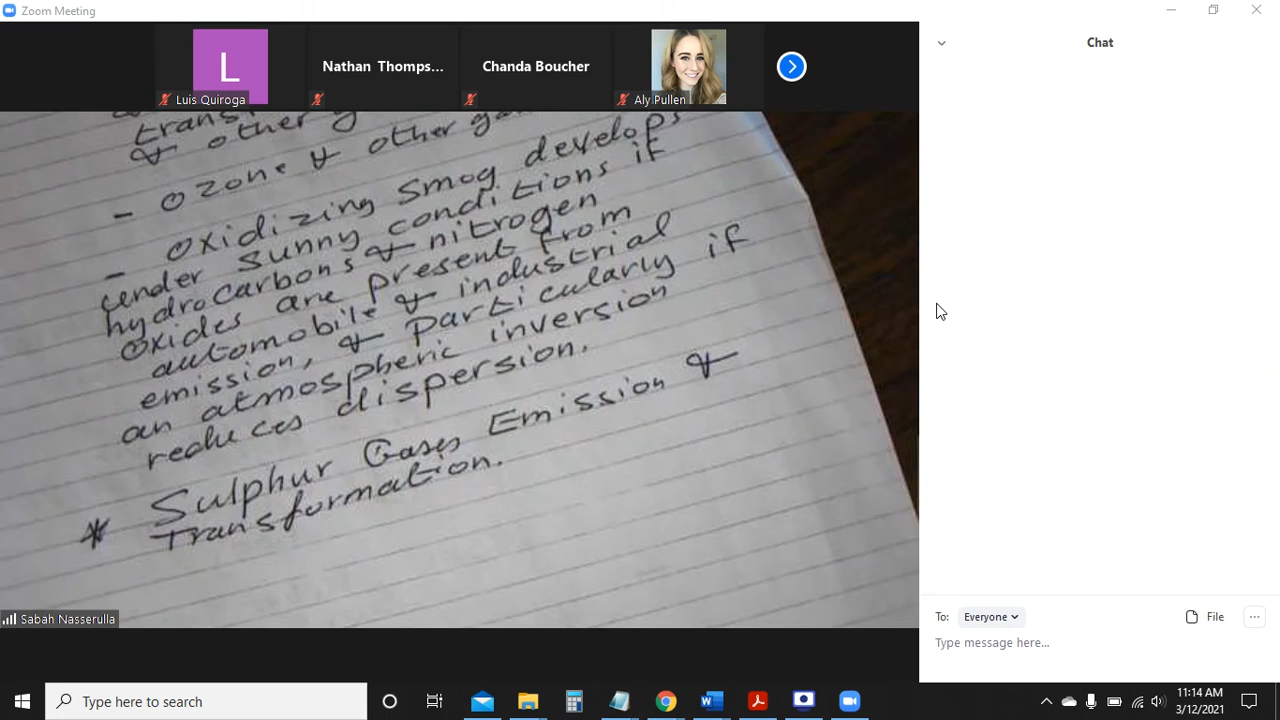 Zoom Meeting
L
Luis Quiroga
Nathan Thomps...
Chanda Boucher
Aly Pullen
Chat
& other
- Ozone & other
- Oxidizing smog develops
under sunny conditions if
hydrocarbons & nitrogen
oxides are present from
automobile & industrial
emission, & particularly if
an atmospheric inversion
reduces dispersion.
* Sulphur Gases Emission &
Transformation.
Sabah Nasserulla
To: Everyone
File
Type message here...
Type here to search
11:14 AM
3/12/2021